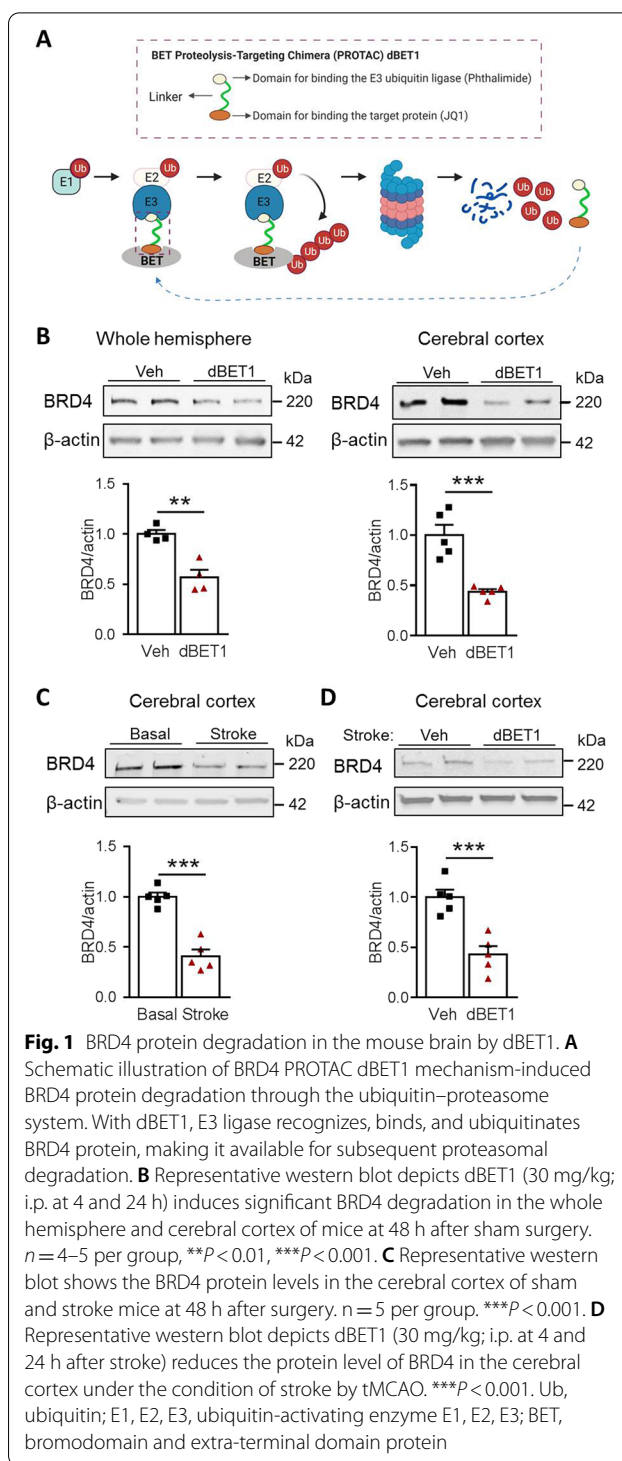 A
BET Proteolysis-Targeting Chimera (PROTAC) dBET1
Domain for binding the E3 ubiquitin ligase (Phthalimide)
Linker
Domain for binding the target protein (JQ1)
Ub
E1
Ub
E2
E3
BET
Ub
E2
E3
BET
Ub
Ub
Ub
Ub
Ub
Ub
Ub
Ub
B
Whole hemisphere
Veh dBET1 kDa
BRD4 220
β-actin 42
**
BRD4/actin
1.5
1.0
0.5
0.0
Veh dBET1
Cerebral cortex
Veh dBET1 kDa
BRD4 220
β-actin 42
***
BRD4/actin
1.5
1.0
0.5
0.0
Veh dBET1
C
Cerebral cortex
Basal Stroke kDa
BRD4 220
β-actin 42
***
BRD4/actin
1.5
1.0
0.5
0.0
Basal Stroke
D
Cerebral cortex
Stroke: Veh dBET1 kDa
BRD4 220
β-actin 42
***
BRD4/actin
1.5
1.0
0.5
0.0
Veh dBET1
Fig. 1 BRD4 protein degradation in the mouse brain by dBET1. A
Schematic illustration of BRD4 PROTAC dBET1 mechanism-induced
BRD4 protein degradation through the ubiquitin–proteasome
system. With dBET1, E3 ligase recognizes, binds, and ubiquitinates
BRD4 protein, making it available for subsequent proteasomal
degradation. B Representative western blot depicts dBET1 (30 mg/kg;
i.p. at 4 and 24 h) induces significant BRD4 degradation in the whole
hemisphere and cerebral cortex of mice at 48 h after sham surgery.
n = 4–5 per group, **P < 0.01, ***P < 0.001. C Representative western
blot shows the BRD4 protein levels in the cerebral cortex of sham
and stroke mice at 48 h after surgery. n = 5 per group. ***P < 0.001. D
Representative western blot depicts dBET1 (30 mg/kg; i.p. at 4 and
24 h after stroke) reduces the protein level of BRD4 in the cerebral
cortex under the condition of stroke by tMCAO. ***P < 0.001. Ub,
ubiquitin; E1, E2, E3, ubiquitin-activating enzyme E1, E2, E3; BET,
bromodomain and extra-terminal domain protein